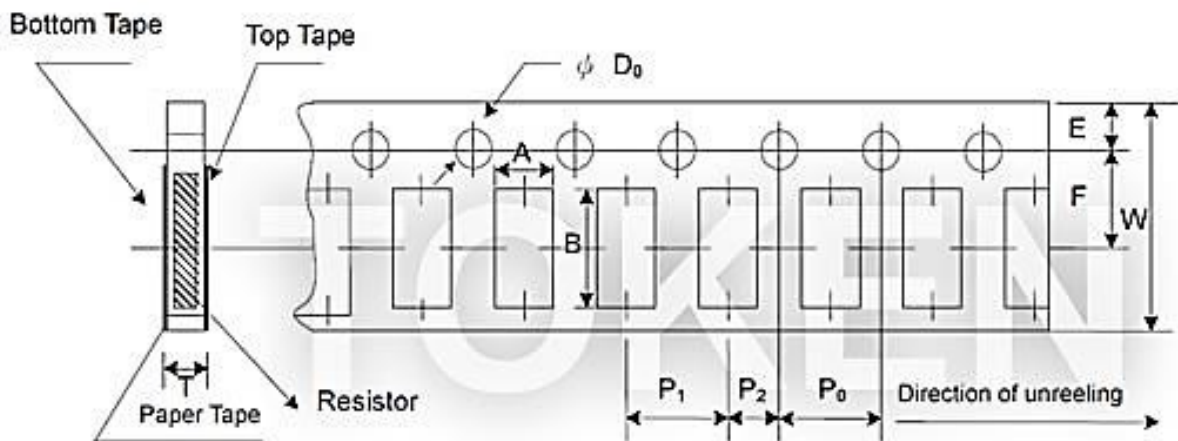 Bottom Tape
Top Tape
ϕ D₀
E
A
F
B
W
TOKEN
T
P₁
P₂
P₀
Direction of unreeling
Resistor
Paper Tape